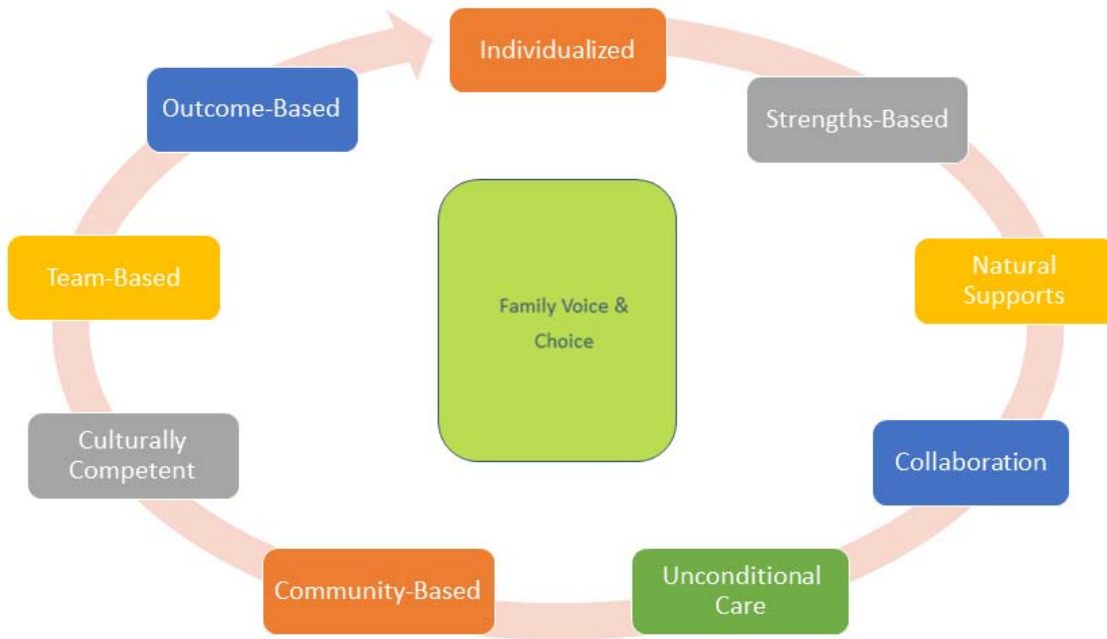 Individualized
Strengths-Based
Natural
Supports
Collaboration
Unconditional
Care
Community-Based
Culturally
Competent
Team-Based
Outcome-Based
Family Voice &
Choice